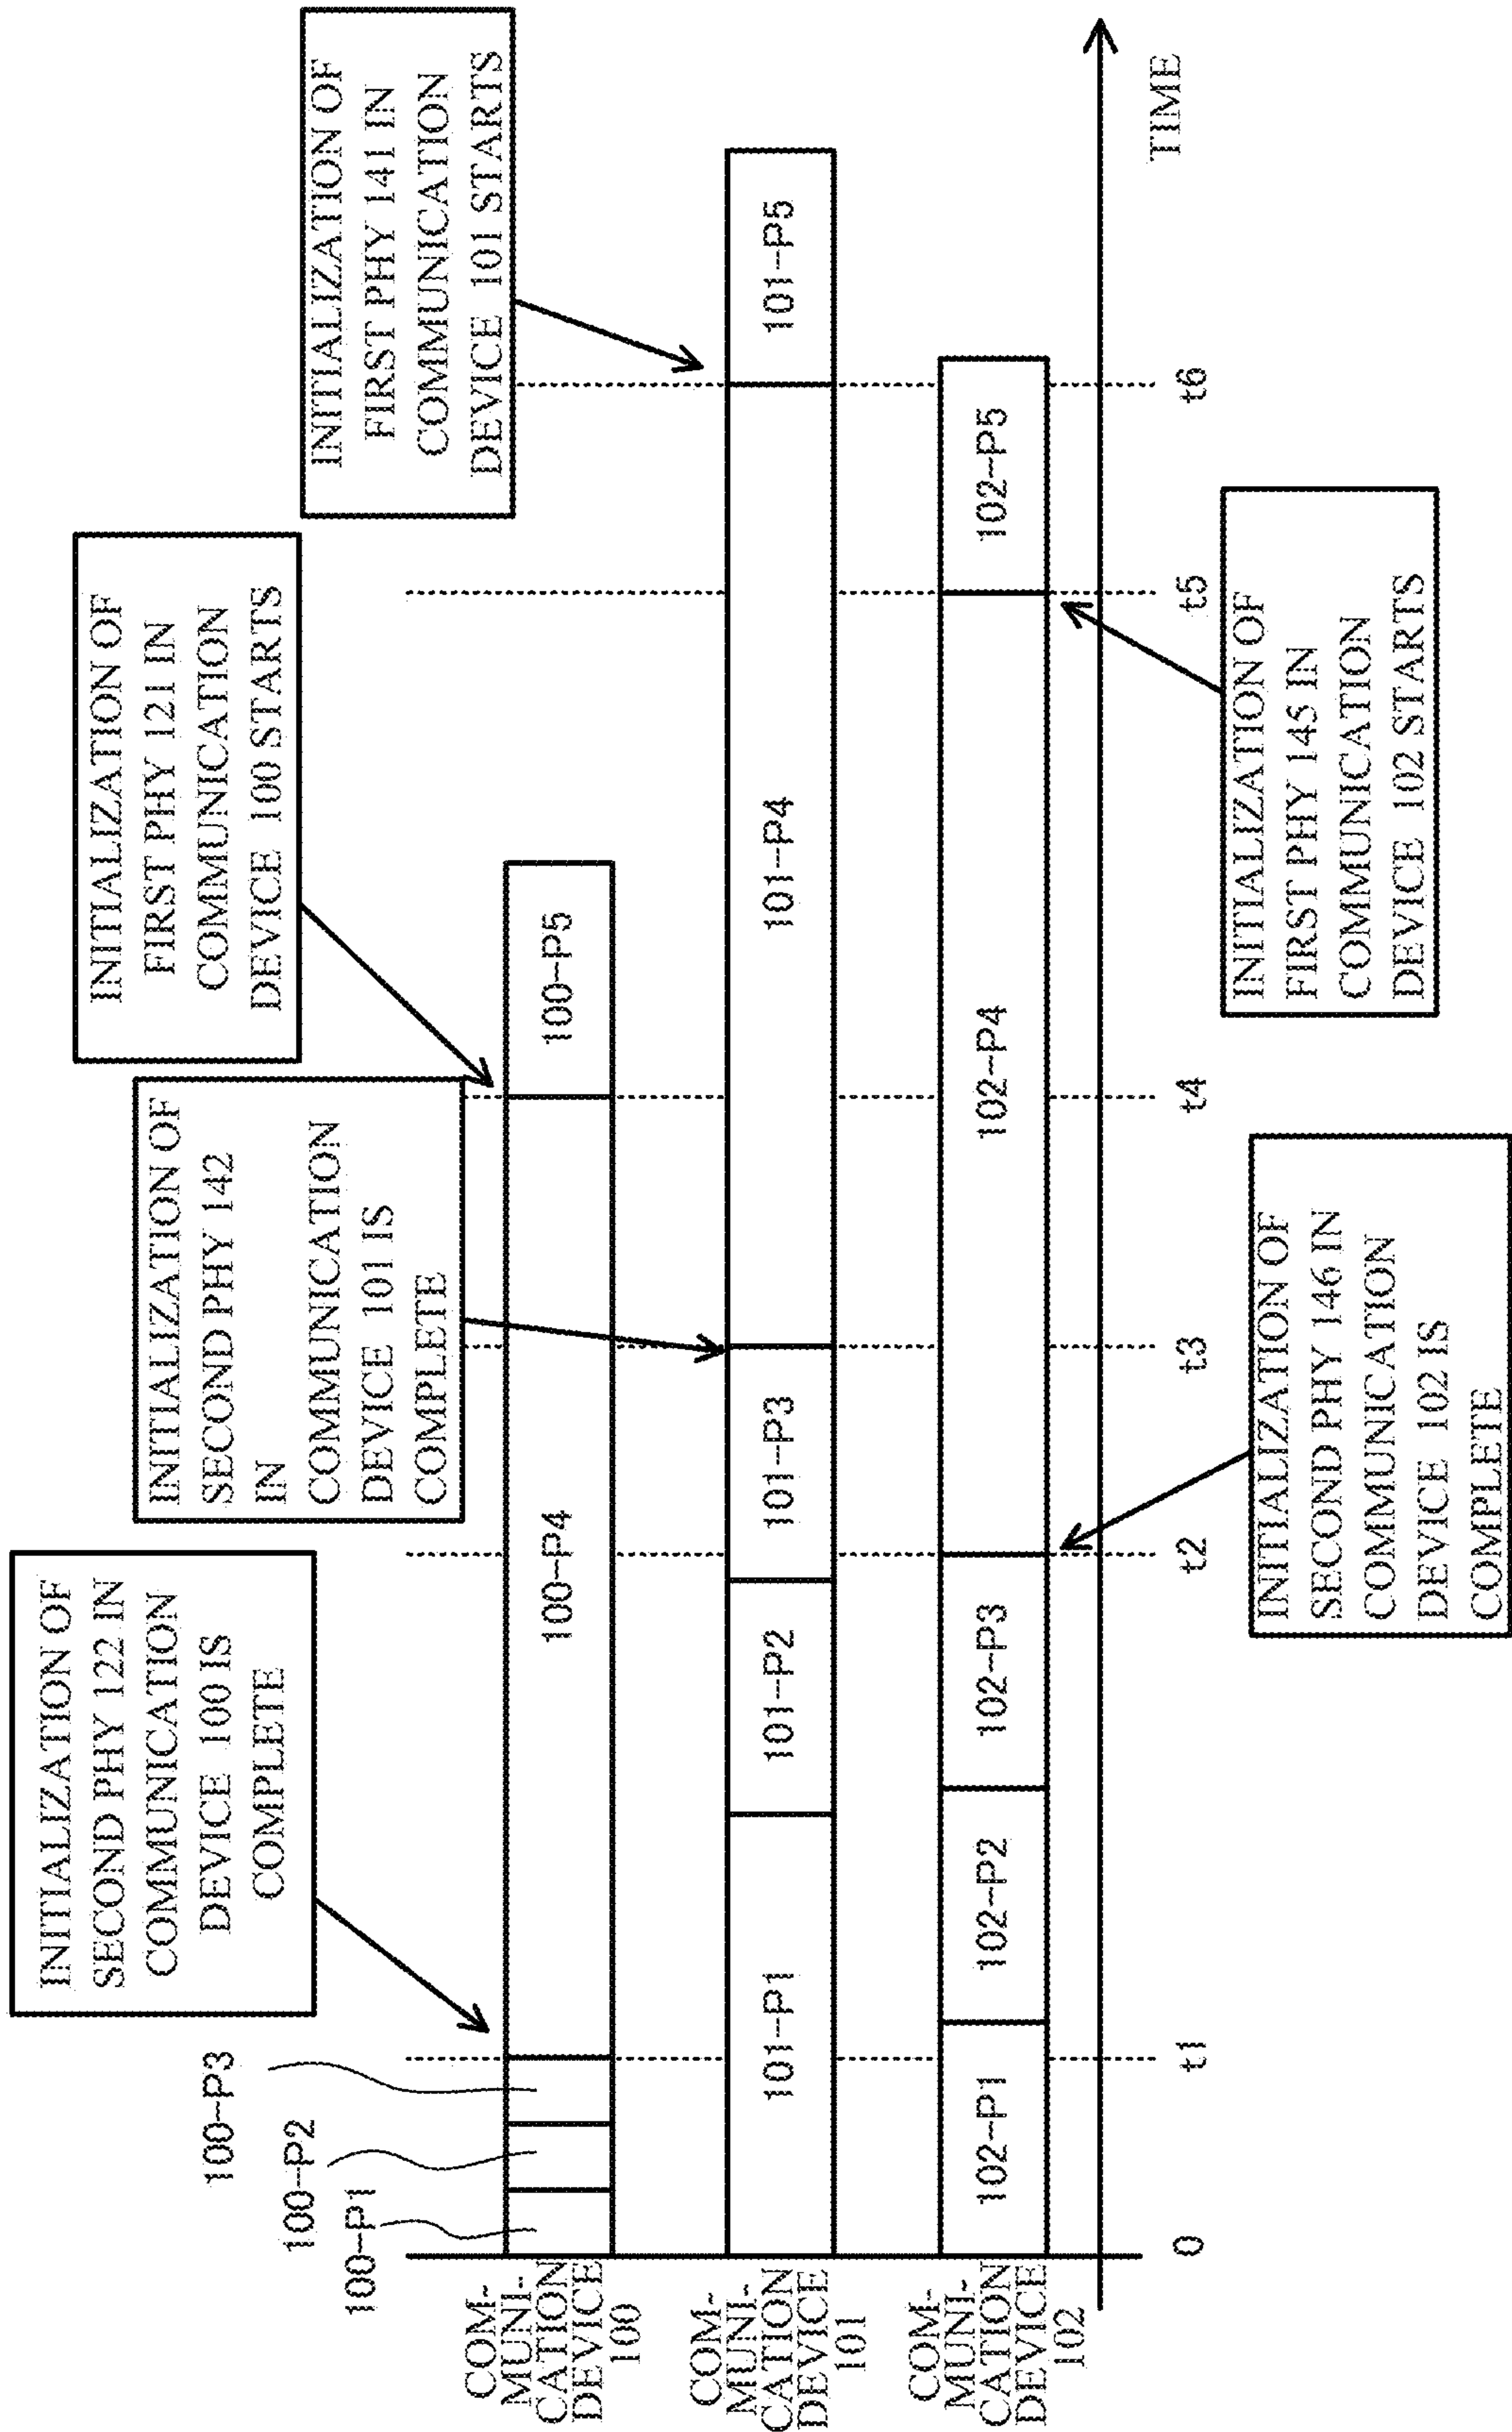 INITIALIZATION OF
SECOND PHY 122 IN
COMMUNICATION
DEVICE 100 IS
COMPLETE
INITIALIZATION OF
SECOND PHY 142
IN
COMMUNICATION
DEVICE 101 IS
COMPLETE
INITIALIZATION OF
FIRST PHY 121 IN
COMMUNICATION
DEVICE 100 STARTS
INITIALIZATION OF
FIRST PHY 141 IN
COMMUNICATION
DEVICE 101 STARTS
100-P3
100-P2
100-P1
COM-
MUNI-
CATION
DEVICE
100
100-P4
100-P5
COM-
MUNI-
CATION
DEVICE
101
101-P1
101-P2
101-P3
101-P4
101-P5
COM-
MUNI-
CATION
DEVICE
102
102-P1
102-P2
102-P3
102-P4
102-P5
0
t1
t2
t3
t4
t5
t6
TIME
INITIALIZATION OF
SECOND PHY 146 IN
COMMUNICATION
DEVICE 102 IS
COMPLETE
INITIALIZATION OF
FIRST PHY 145 IN
COMMUNICATION
DEVICE 102 STARTS